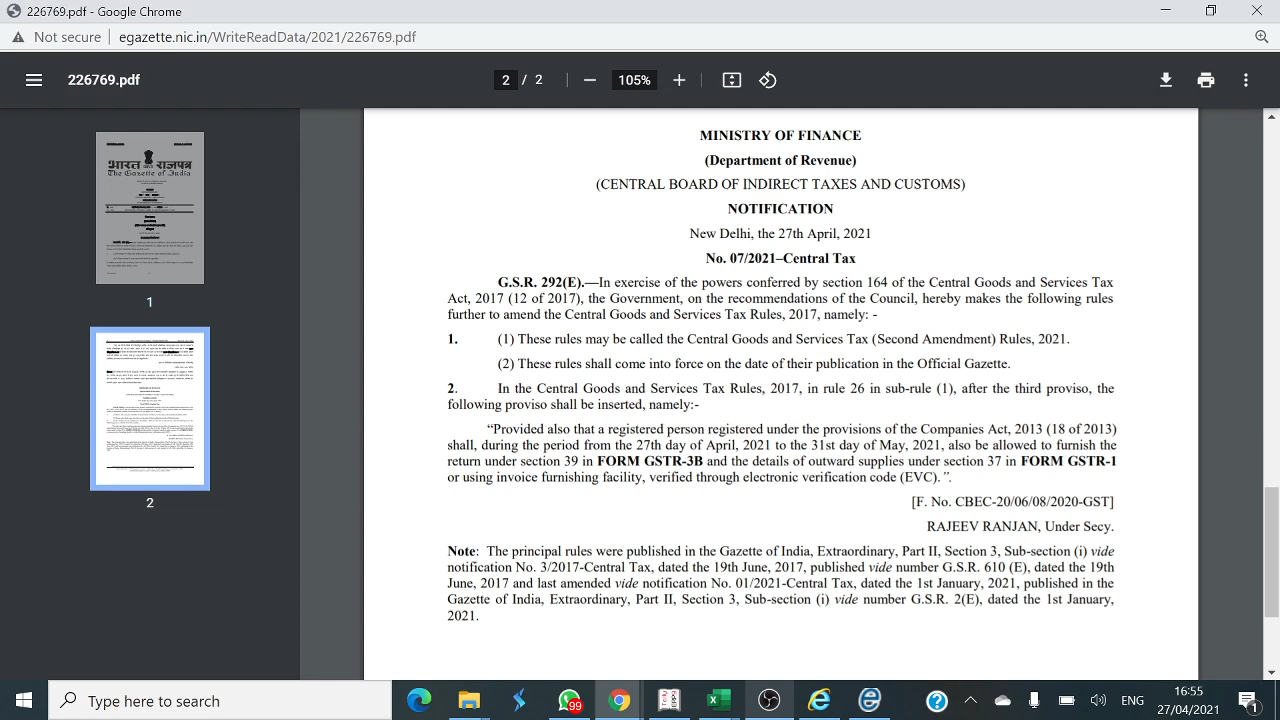 226769.pdf - Google Chrome
Not secure | egazette.nic.in/WriteReadData/2021/226769.pdf
226769.pdf
2 / 2
105%
भारत का राजपत्र
The Gazette of India
1
2
MINISTRY OF FINANCE
(Department of Revenue)
(CENTRAL BOARD OF INDIRECT TAXES AND CUSTOMS)
NOTIFICATION
New Delhi, the 27th April, 2021
No. 07/2021–Central Tax
G.S.R. 292(E).—In exercise of the powers conferred by section 164 of the Central Goods and Services Tax
Act, 2017 (12 of 2017), the Government, on the recommendations of the Council, hereby makes the following rules
further to amend the Central Goods and Services Tax Rules, 2017, namely: -
1. (1) These rules may be called the Central Goods and Services Tax (Second Amendment) Rules, 2021.
(2) These rules shall come into force on the date of their publication in the Official Gazette.
2. In the Central Goods and Services Tax Rules, 2017, in rule 26 in sub-rule (1), after the third proviso, the
following proviso shall be inserted, namely:-
“Provided also that a registered person registered under the provisions of the Companies Act, 2013 (18 of 2013)
shall, during the period from the 27th day of April, 2021 to the 31st day of May, 2021, also be allowed to furnish the
return under section 39 in FORM GSTR-3B and the details of outward supplies under section 37 in FORM GSTR-1
or using invoice furnishing facility, verified through electronic verification code (EVC). ”.
[F. No. CBEC-20/06/08/2020-GST]
RAJEEV RANJAN, Under Secy.
Note: The principal rules were published in the Gazette of India, Extraordinary, Part II, Section 3, Sub-section (i) vide
notification No. 3/2017-Central Tax, dated the 19th June, 2017, published vide number G.S.R. 610 (E), dated the 19th
June, 2017 and last amended vide notification No. 01/2021-Central Tax, dated the 1st January, 2021, published in the
Gazette of India, Extraordinary, Part II, Section 3, Sub-section (i) vide number G.S.R. 2(E), dated the 1st January,
2021.
Type here to search
99
ENG
16:55
27/04/2021
1